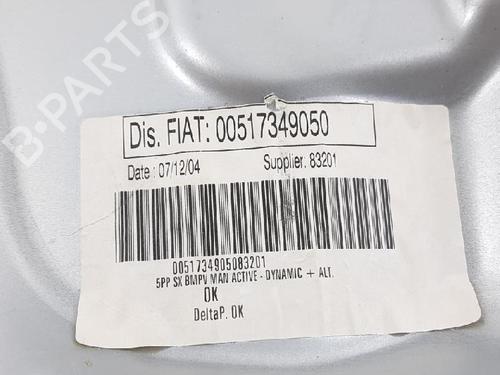 B-PARTS
Dis. FIAT: 00517349050
Date : 07/12/04 Supplier: 83201
0051734905083201
5PP SX BMPV MAN ACTIVE - DYNAMIC + ALT.
OK
DeltaP. OK